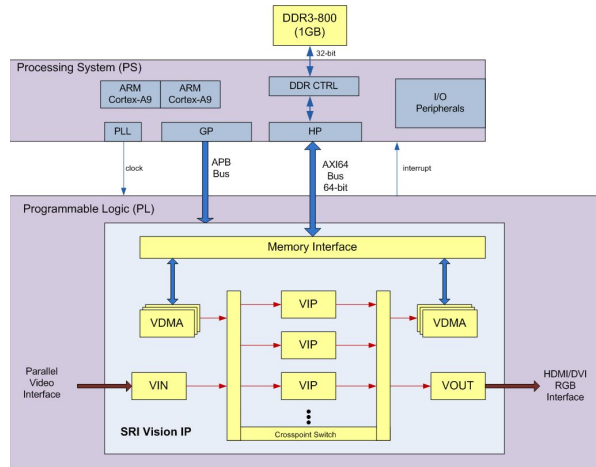 DDR3-800
(1GB)
32-bit
Processing System (PS)
ARM
Cortex-A9
ARM
Cortex-A9
DDR CTRL
I/O
Peripherals
PLL
GP
HP
clock
APB
Bus
AXI64
Bus
64-bit
interrupt
Programmable Logic (PL)
Memory Interface
VDMA
VIP
VDMA
VIP
Parallel
Video
Interface
VIN
VIP
VOUT
HDMI/DVI
RGB
Interface
SRI Vision IP
Crosspoint Switch